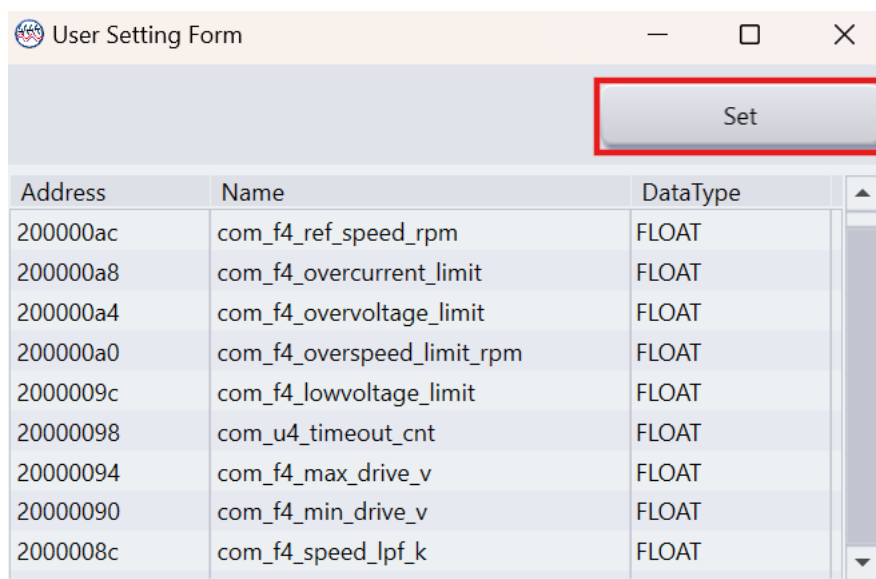 User Setting Form
Set
Address Name DataType
200000ac com_f4_ref_speed_rpm FLOAT
200000a8 com_f4_overcurrent_limit FLOAT
200000a4 com_f4_overvoltage_limit FLOAT
200000a0 com_f4_overspeed_limit_rpm FLOAT
2000009c com_f4_lowvoltage_limit FLOAT
20000098 com_u4_timeout_cnt FLOAT
20000094 com_f4_max_drive_v FLOAT
20000090 com_f4_min_drive_v FLOAT
2000008c com_f4_speed_lpf_k FLOAT